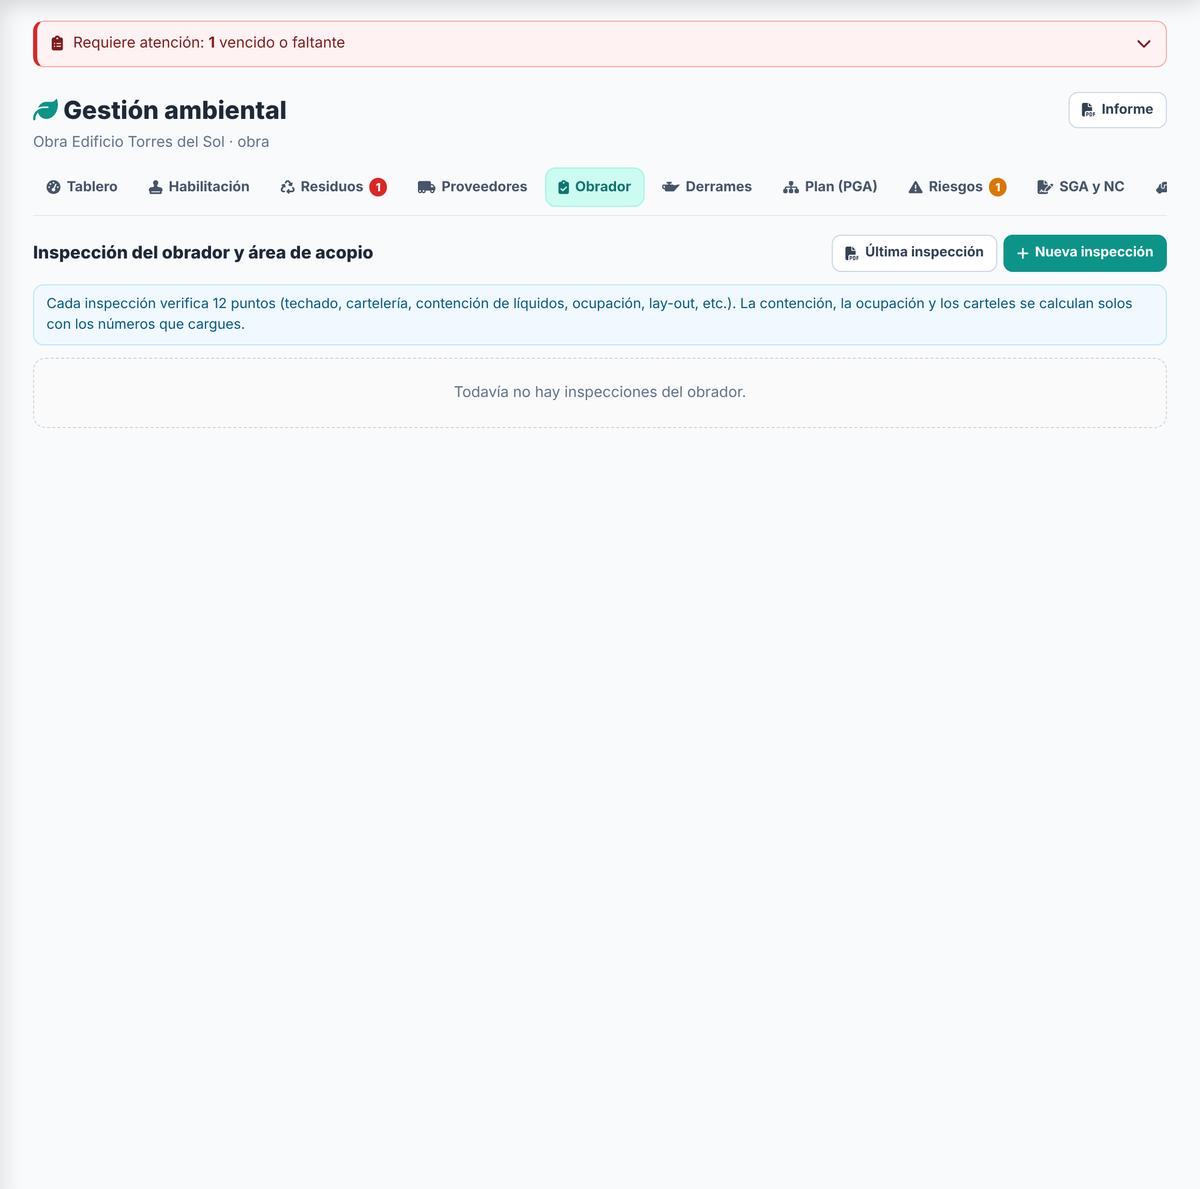 Requiere atención: 1 vencido o faltante
Gestión ambiental
Informe
Obra Edificio Torres del Sol · obra
Tablero
Habilitación
Residuos 1
Proveedores
Obrador
Derrames
Plan (PGA)
Riesgos 1
SGA y NC
Inspección del obrador y área de acopio
Última inspección
+ Nueva inspección
Cada inspección verifica 12 puntos (techado, cartelería, contención de líquidos, ocupación, lay-out, etc.). La contención, la ocupación y los carteles se calculan solos
con los números que cargues.
Todavía no hay inspecciones del obrador.